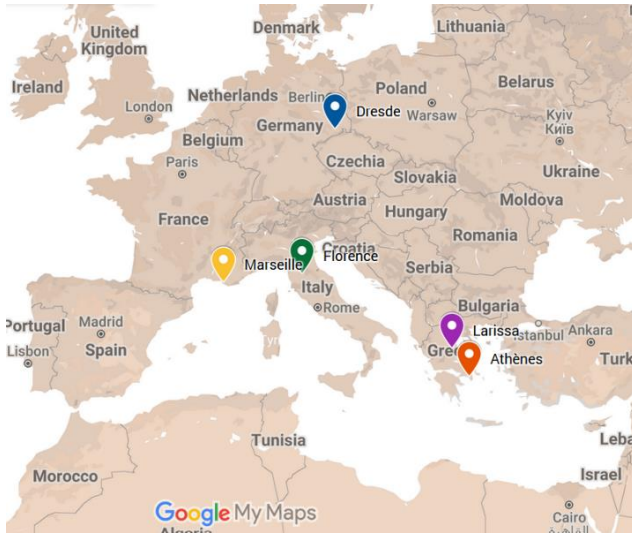 United
Kingdom
Ireland
Denmark
Lithuania
Netherlands
London
Berlin
Dresde
Poland
Warsaw
Belarus
Belgium
Germany
Kyiv
Київ
Paris
Czechia
Slovakia
Ukraine
France
Austria
Hungary
Moldova
Romania
Marseille
Florence
Croatia
Serbia
Italy
Rome
Bulgaria
Portugal
Madrid
Lisbon
Spain
Larissa
Istanbul
Ankara
Athènes
Tunisia
Morocco
Israel
Google My Maps
Cairo